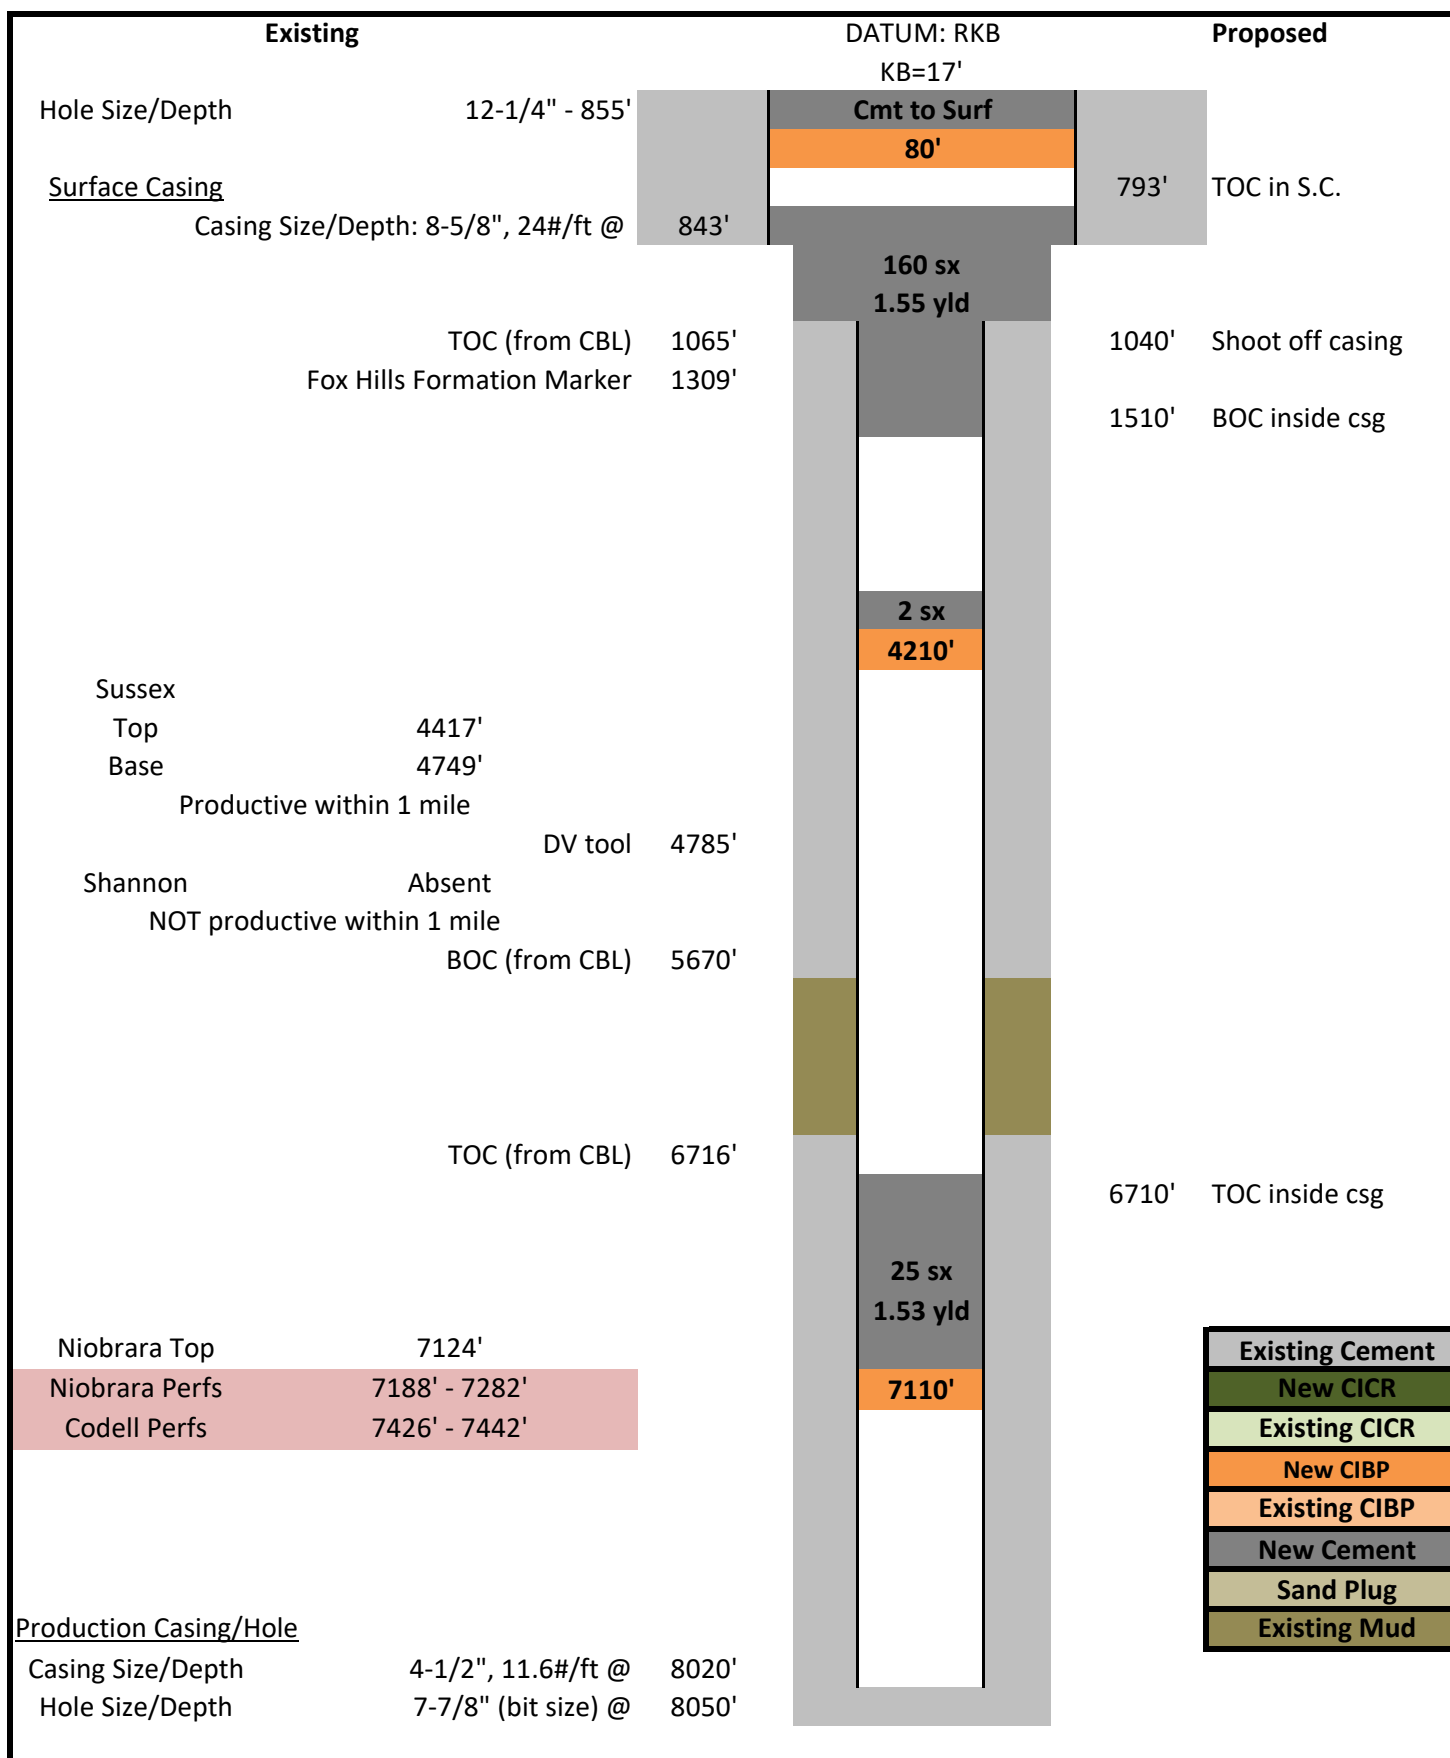 Existing DATUM: RKB Proposed
KB=17'
Hole Size/Depth 12-1/4" - 855' Cmt to Surf
80'
Surface Casing 793' TOC in S.C.
Casing Size/Depth: 8-5/8", 24#/ft @ 843'
160 sx
1.55 yld
TOC (from CBL) 1065' 1040' Shoot off casing
Fox Hills Formation Marker 1309'
1510' BOC inside csg
2 sx
4210'
Sussex
Top 4417'
Base 4749'
Productive within 1 mile
DV tool 4785'
Shannon Absent
NOT productive within 1 mile
BOC (from CBL) 5670'
TOC (from CBL) 6716'
6710' TOC inside csg
25 sx
1.53 yld
Niobrara Top 7124' Existing Cement
Niobrara Perfs 7188' - 7282' 7110' New CICR
Codell Perfs 7426' - 7442' Existing CICR
New CIBP
Existing CIBP
New Cement
Sand Plug
Production Casing/Hole Existing Mud
Casing Size/Depth 4-1/2", 11.6#/ft @ 8020'
Hole Size/Depth 7-7/8" (bit size) @ 8050'